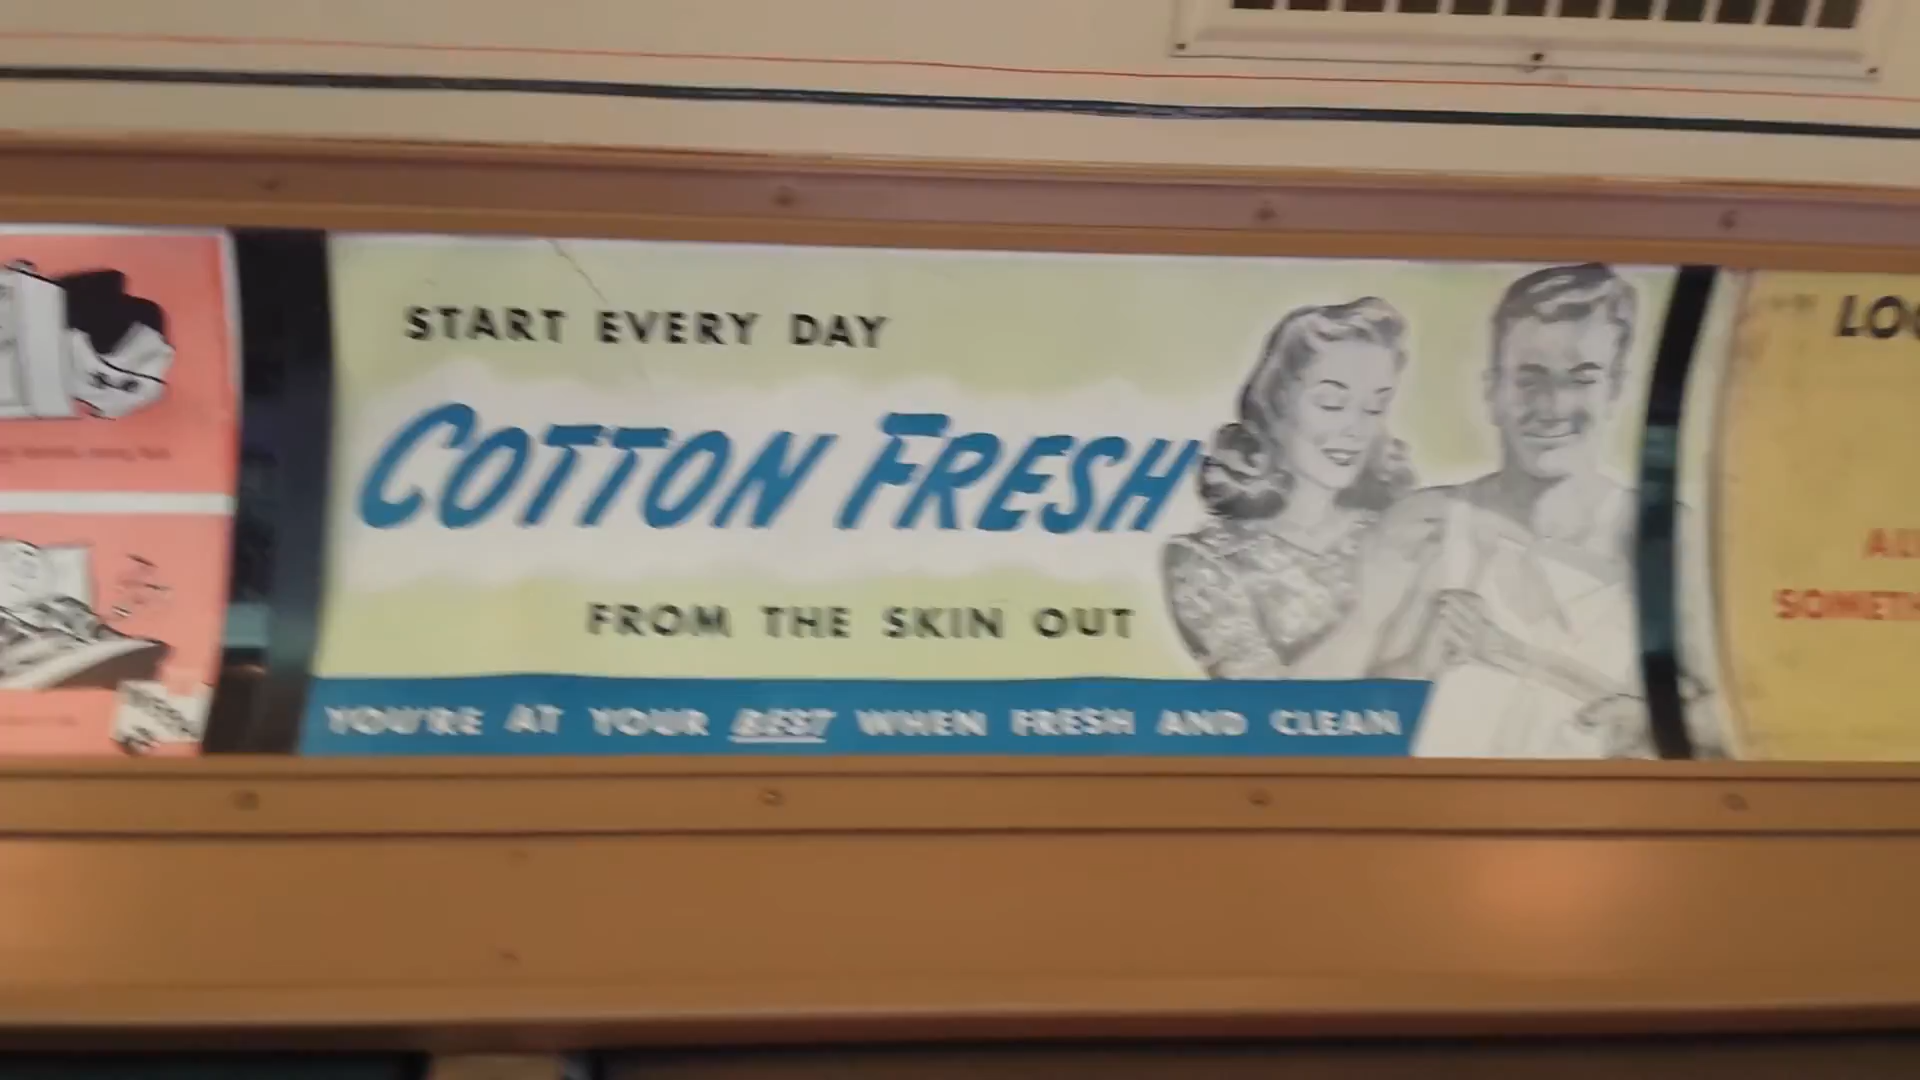 START EVERY DAY
COTTON FRESH
FROM THE SKIN OUT
YOU'RE AT YOUR BEST WHEN FRESH AND CLEAN